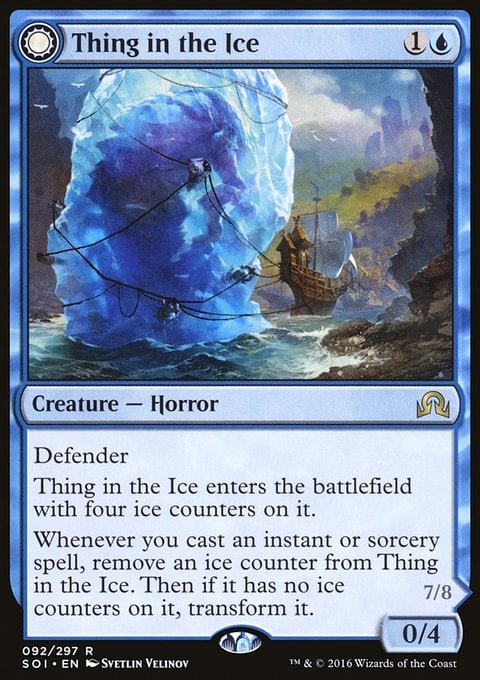 Thing in the Ice 1
Creature — Horror
Defender
Thing in the Ice enters the battlefield
with four ice counters on it.
Whenever you cast an instant or sorcery
spell, remove an ice counter from Thing
in the Ice. Then if it has no ice
counters on it, transform it.
7/8
0/4
092/297 R
SOI • EN Svetlin Velinov
™ & © 2016 Wizards of the Coast